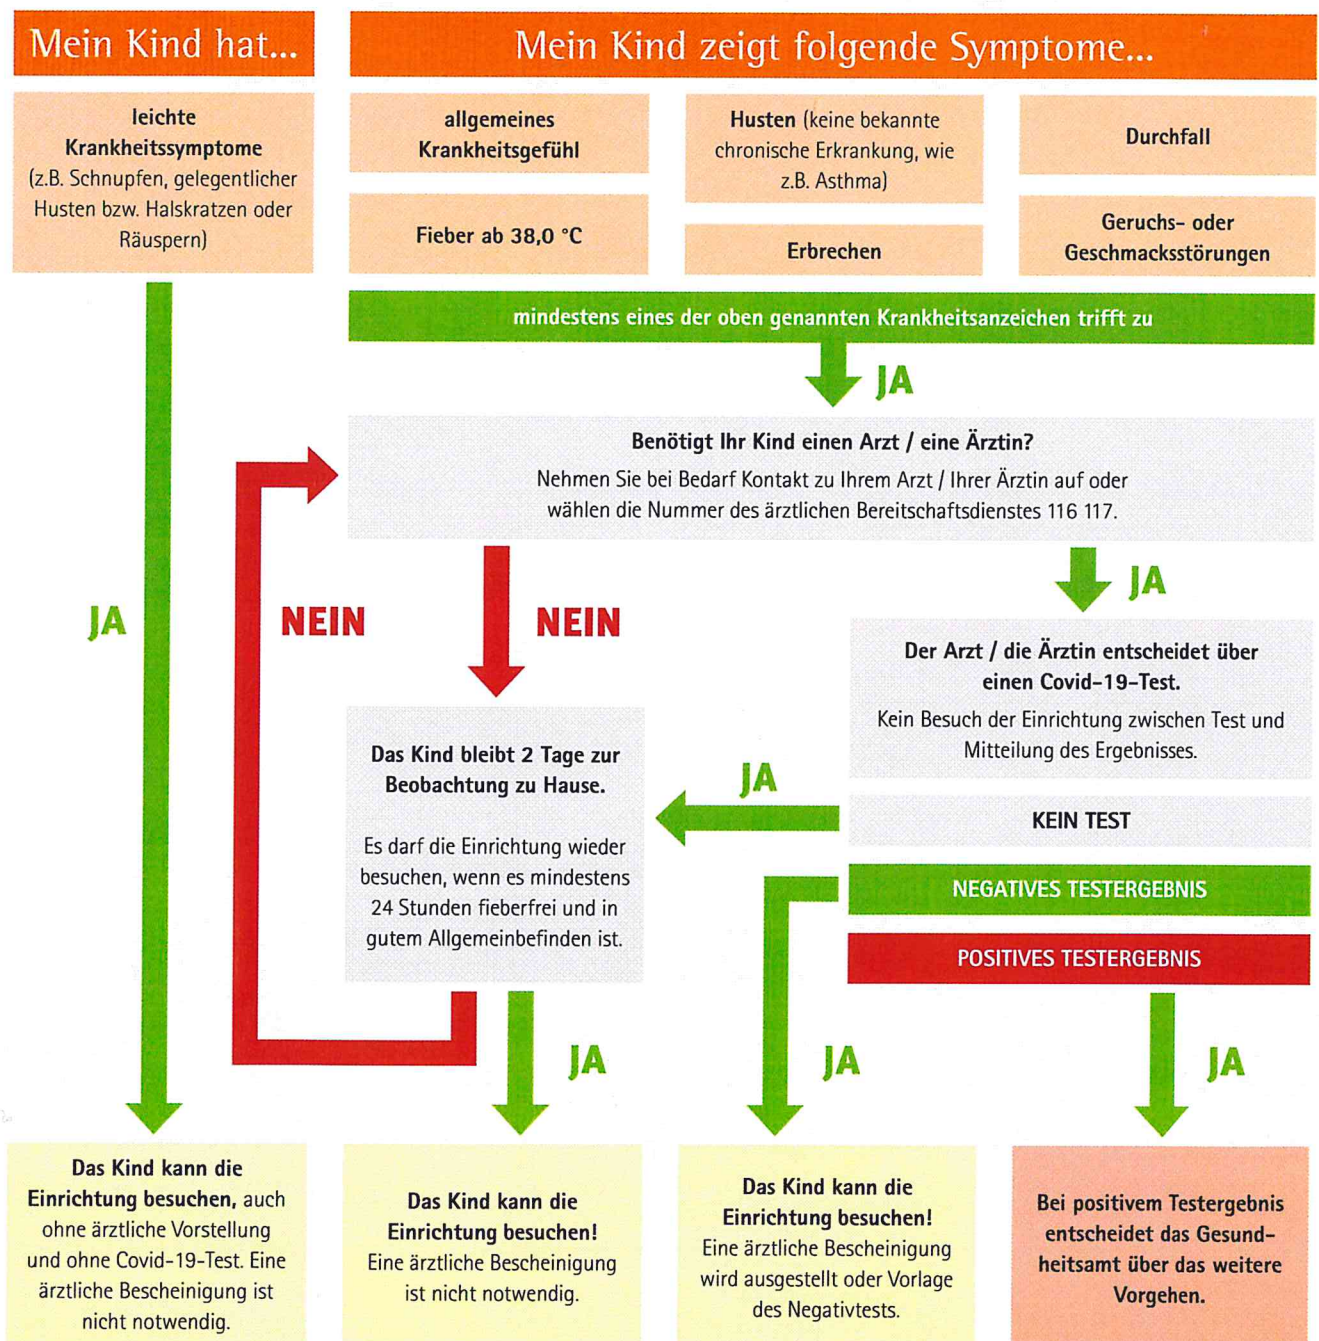 Mein Kind hat...
leichte
Krankheitssymptome
(z.B. Schnupfen, gelegentlicher
Husten bzw. Halskratzen oder
Räuspern)
Mein Kind zeigt folgende Symptome...
allgemeines
Krankheitsgefühl
Husten (keine bekannte
chronische Erkrankung, wie
z.B. Asthma)
Durchfall
Fieber ab 38,0 °C
Erbrechen
Geruchs- oder
Geschmacksstörungen
mindestens eines der oben genannten Krankheitsanzeichen trifft zu
JA
Benötigt Ihr Kind einen Arzt / eine Ärztin?
Nehmen Sie bei Bedarf Kontakt zu Ihrem Arzt / Ihrer Ärztin auf oder
wählen die Nummer des ärztlichen Bereitschaftsdienstes 116 117.
JA
NEIN
NEIN
JA
Der Arzt / die Ärztin entscheidet über
einen Covid-19-Test.
Kein Besuch der Einrichtung zwischen Test und
Mitteilung des Ergebnisses.
Das Kind bleibt 2 Tage zur
Beobachtung zu Hause.
Es darf die Einrichtung wieder
besuchen, wenn es mindestens
24 Stunden fieberfrei und in
gutem Allgemeinbefinden ist.
JA
KEIN TEST
NEGATIVES TESTERGEBNIS
POSITIVES TESTERGEBNIS
JA
JA
JA
Das Kind kann die
Einrichtung besuchen, auch
ohne ärztliche Vorstellung
und ohne Covid-19-Test. Eine
ärztliche Bescheinigung ist
nicht notwendig.
Das Kind kann die
Einrichtung besuchen!
Eine ärztliche Bescheinigung
ist nicht notwendig.
Das Kind kann die
Einrichtung besuchen!
Eine ärztliche Bescheinigung
wird ausgestellt oder Vorlage
des Negativtests.
Bei positivem Testergebnis
entscheidet das Gesund-
heitsamt über das weitere
Vorgehen.